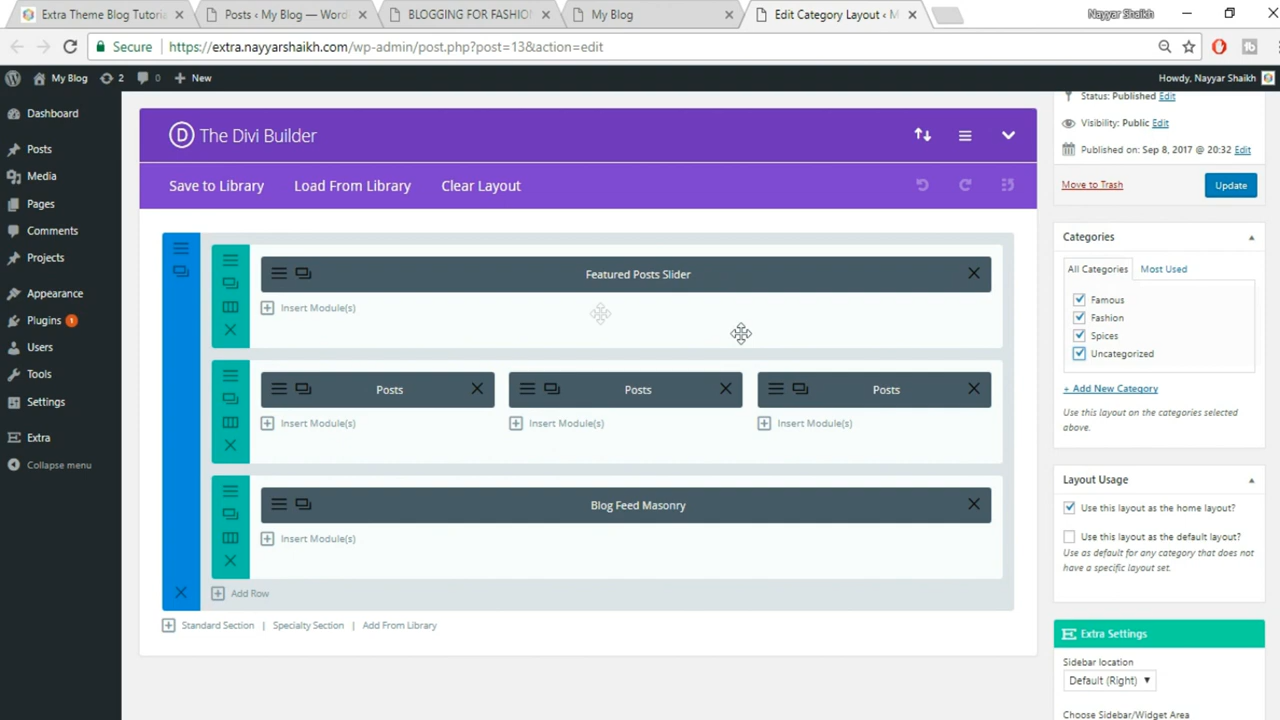 Extra Theme Blog Tutoria
Posts ‹ My Blog — Word
BLOGGING FOR FASHION
My Blog
Edit Category Layout ‹ M
Nayyar Shaikh
Secure
https://extra.nayyarshaikh.com/wp-admin/post.php?post=13&action=edit
My Blog
2
0
New
Howdy, Nayyar Shaikh
Dashboard
Posts
Media
Pages
Comments
Projects
Appearance
Plugins 1
Users
Tools
Settings
Extra
Collapse menu
D The Divi Builder
Save to Library
Load From Library
Clear Layout
Featured Posts Slider
Insert Module(s)
Posts
Posts
Posts
Insert Module(s)
Insert Module(s)
Insert Module(s)
Blog Feed Masonry
Insert Module(s)
Add Row
Standard Section | Specialty Section | Add From Library
Status: Published Edit
Visibility: Public Edit
Published on: Sep 8, 2017 @ 20:32 Edit
Move to Trash
Update
Categories
All Categories
Most Used
Famous
Fashion
Spices
Uncategorized
+ Add New Category
Use this layout on the categories selected
above.
Layout Usage
Use this layout as the home layout?
Use this layout as the default layout?
Use as default for any category that does not
have a specific layout set.
Extra Settings
Sidebar location
Default (Right)
Choose Sidebar/Widget Area